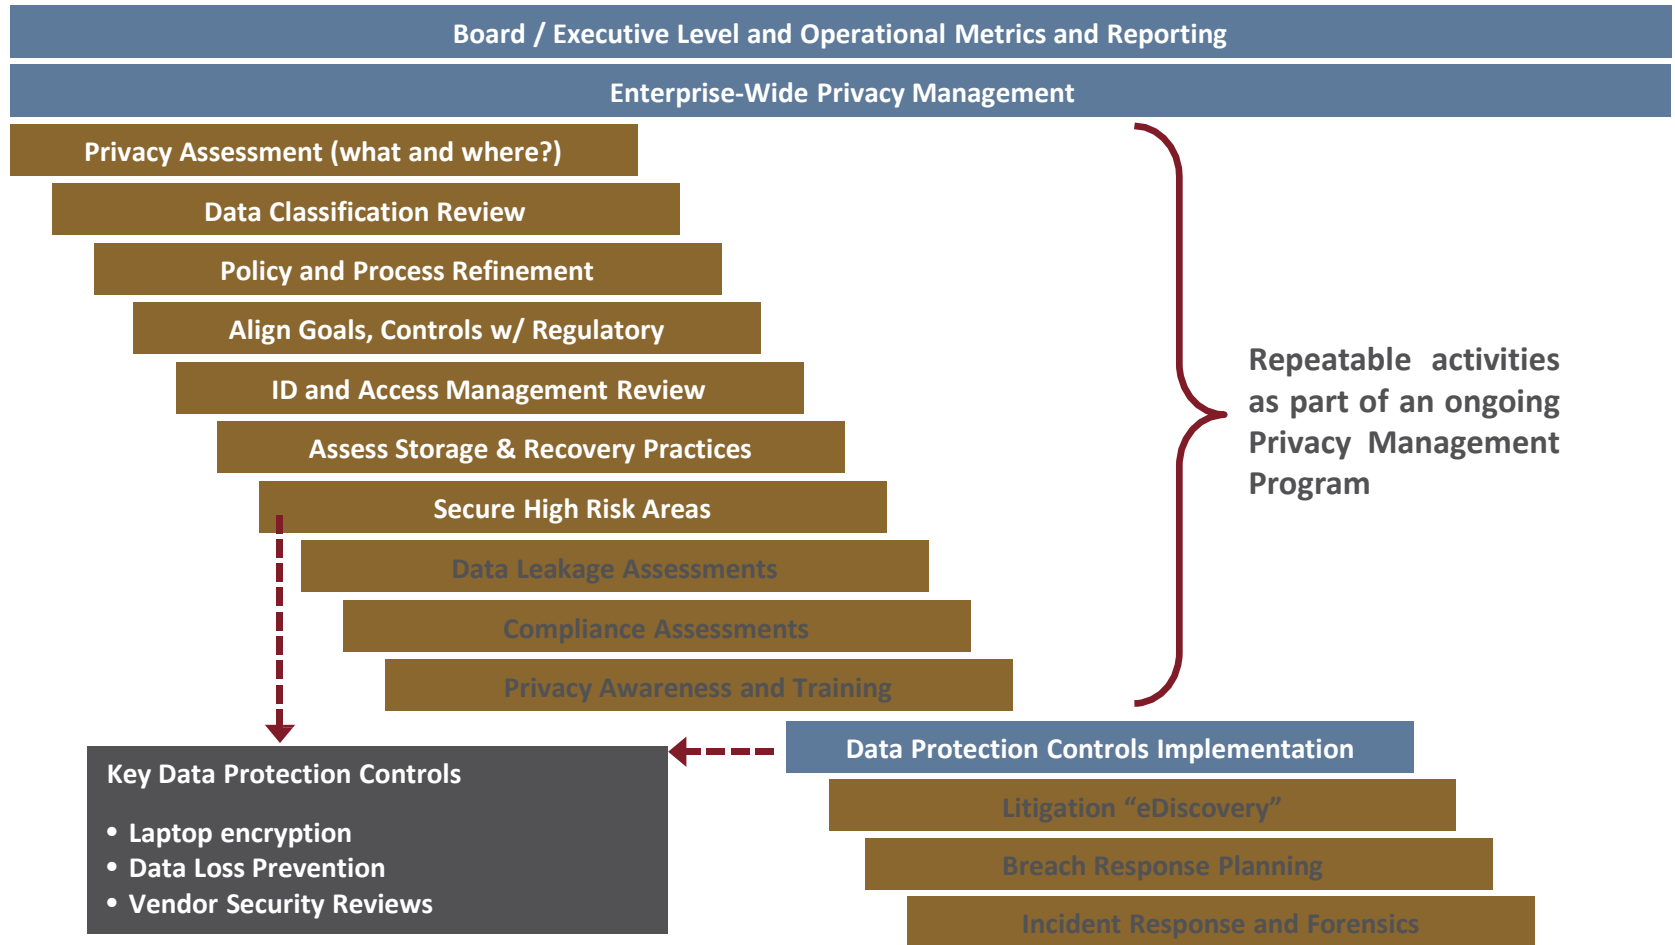 Board / Executive Level and Operational Metrics and Reporting
Enterprise-Wide Privacy Management
Privacy Assessment (what and where?)
Data Classification Review
Policy and Process Refinement
Align Goals, Controls w/ Regulatory
ID and Access Management Review
Assess Storage & Recovery Practices
Secure High Risk Areas
Data Leakage Assessments
Compliance Assessments
Privacy Awareness and Training
Repeatable activities
as part of an ongoing
Privacy Management
Program
Data Protection Controls Implementation
Litigation “eDiscovery”
Breach Response Planning
Incident Response and Forensics
Key Data Protection Controls
• Laptop encryption
• Data Loss Prevention
• Vendor Security Reviews